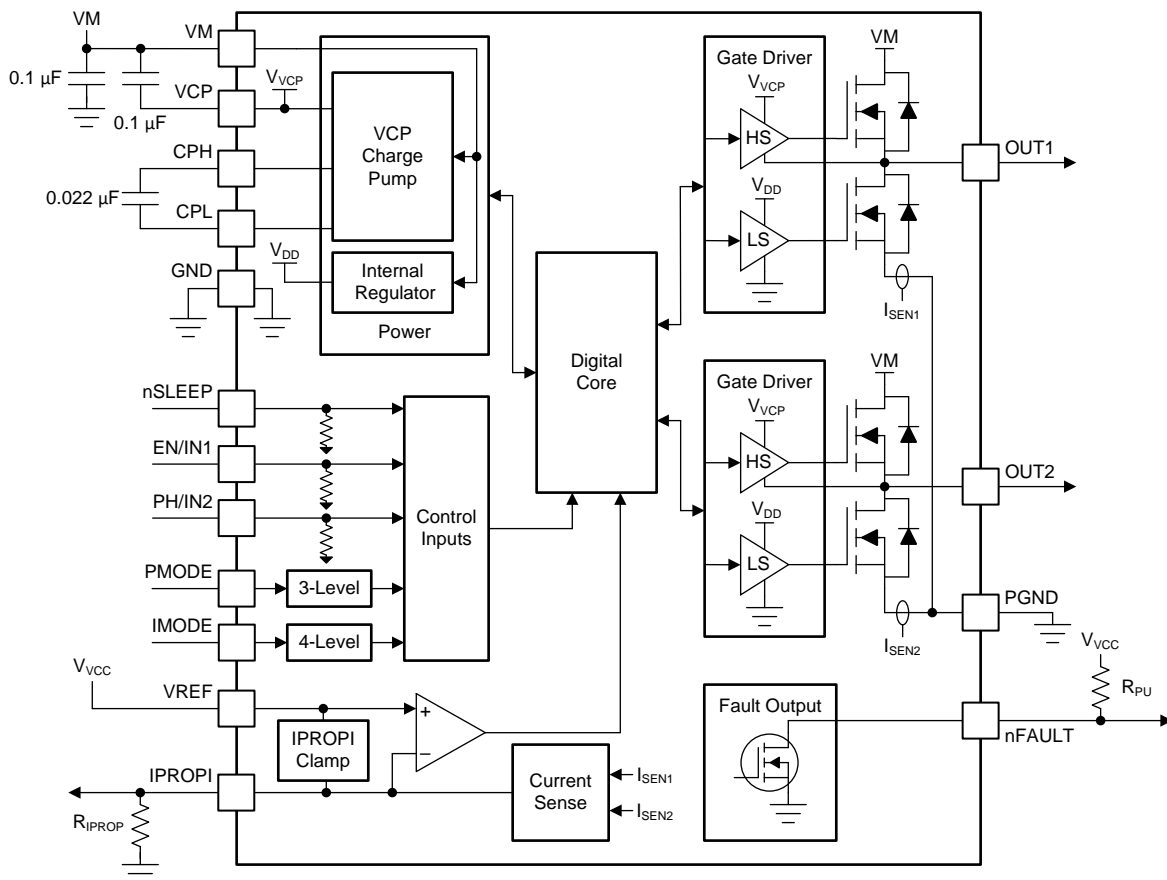 VM
VM
0.1 µF
VCP
0.1 µF
V_VCP
CPH
0.022 µF
CPL
VCP
Charge
Pump
V_DD
GND
Internal
Regulator
Power
nSLEEP
EN/IN1
PH/IN2
PMODE
3-Level
IMODE
4-Level
Control
Inputs
Digital
Core
V_VCC
VREF
IPROPI
Clamp
+
−
IPROPI
R_IPROP
Current
Sense
I_SEN1
I_SEN2
Gate Driver
V_VCP
HS
V_DD
LS
VM
OUT1
I_SEN1
Gate Driver
V_VCP
HS
V_DD
LS
VM
OUT2
I_SEN2
PGND
V_VCC
R_PU
Fault Output
nFAULT